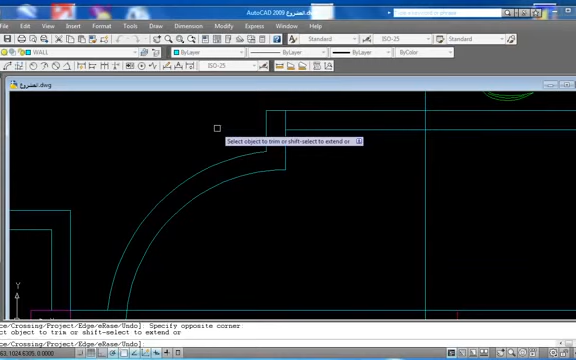 AutoCAD 2009 المشروع.dwg
Edit View Insert Format Tools Draw Dimension Modify Window Help
Standard ISO-25 Standard
WALL ByLayer ByLayer ByLayer ByColor
ISO-25
المشروع.dwg
Select object to trim or shift-select to extend or
Y
ce/Crossing/Project/Edge/eRase/Undo]: Specify opposite corner
ct object to trim or shift-select to extend or
ce/Crossing/Project/Edge/eRase/Undo]:
63, 1024.6305, 0.0000